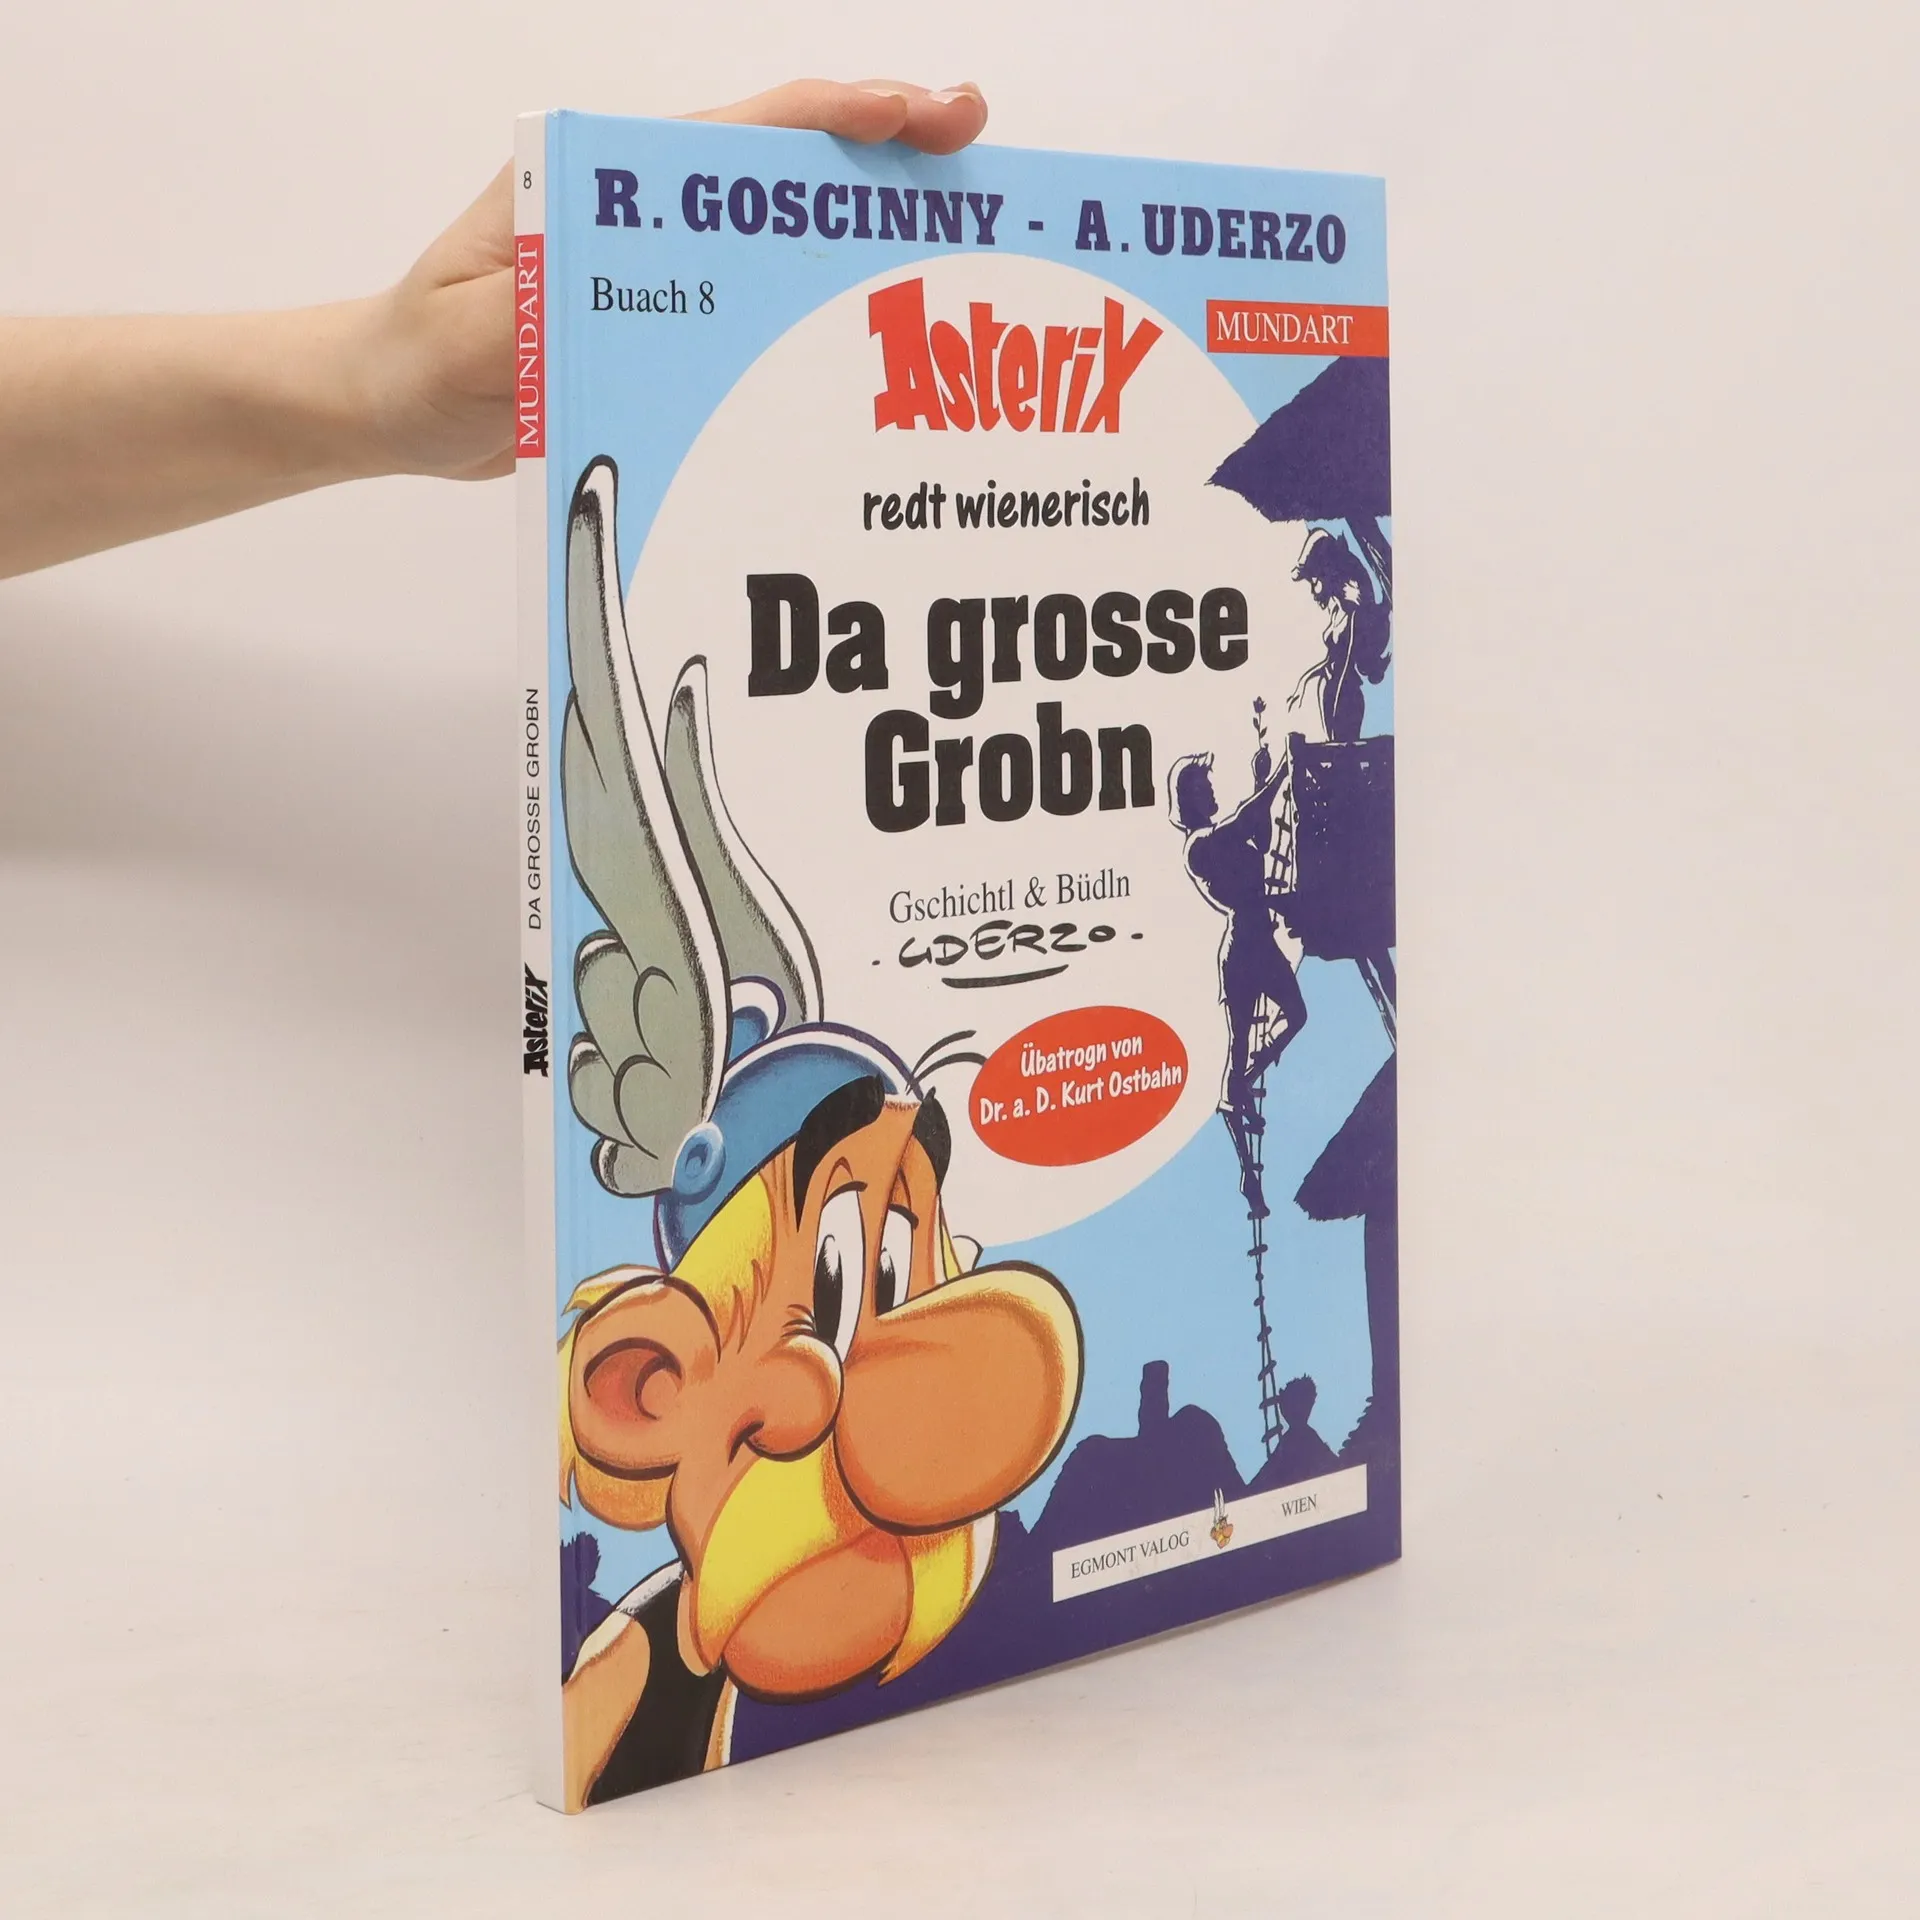 8
MUNDART
DA GROSSE GROBN
Asterix
R. GOSCINNY - A. UDERZO
Buach 8
Asterix
MUNDART
redt wienerisch
Da grosse
Grobn
Gschichtl & Büdln
- UDERZO -
Übatrogn von
Dr. a. D. Kurt Ostbahn
EGMONT VALOG WIEN